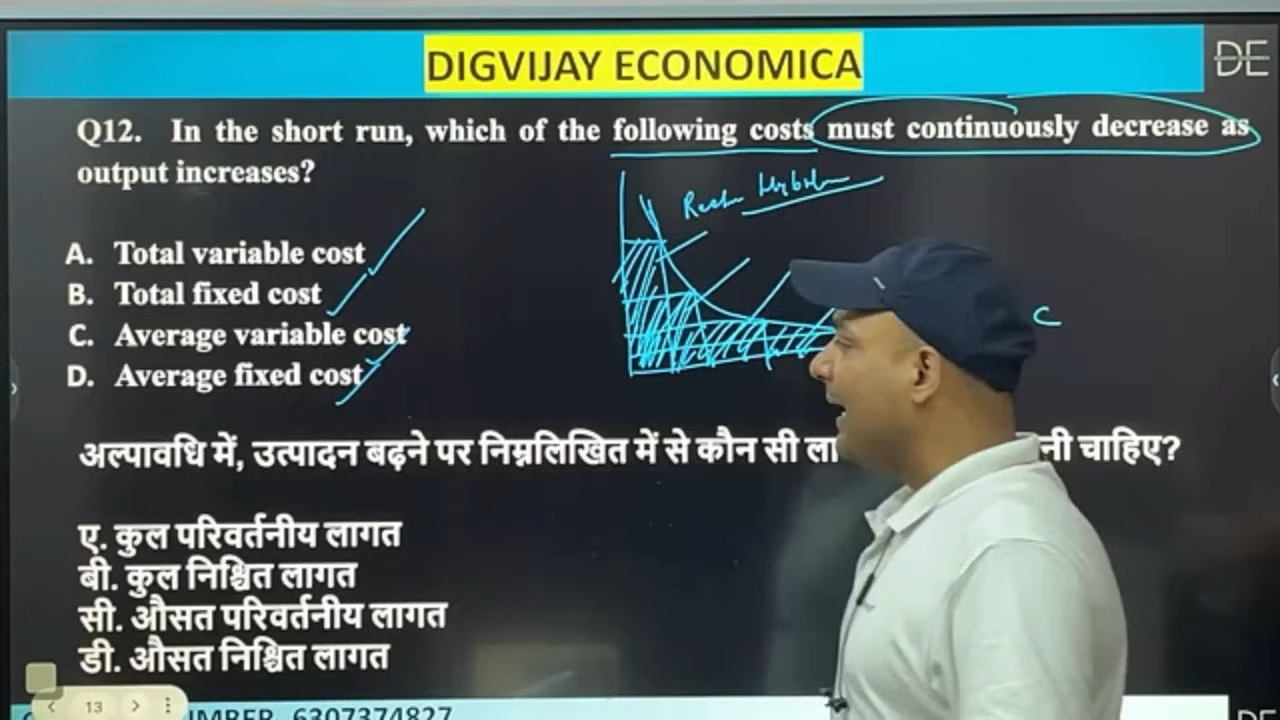 DIGVIJAY ECONOMICA
DE
Q12. In the short run, which of the following costs must continuously decrease as
output increases?
A. Total variable cost
B. Total fixed cost
C. Average variable cost
D. Average fixed cost
C
अल्पावधि में, उत्पादन बढ़ने पर निम्नलिखित में से कौन सी चाहिए?
ए. कुल परिवर्तनीय लागत
बी. कुल निश्चित लागत
सी. औसत परिवर्तनीय लागत
डी. औसत निश्चित लागत
13
6307374827